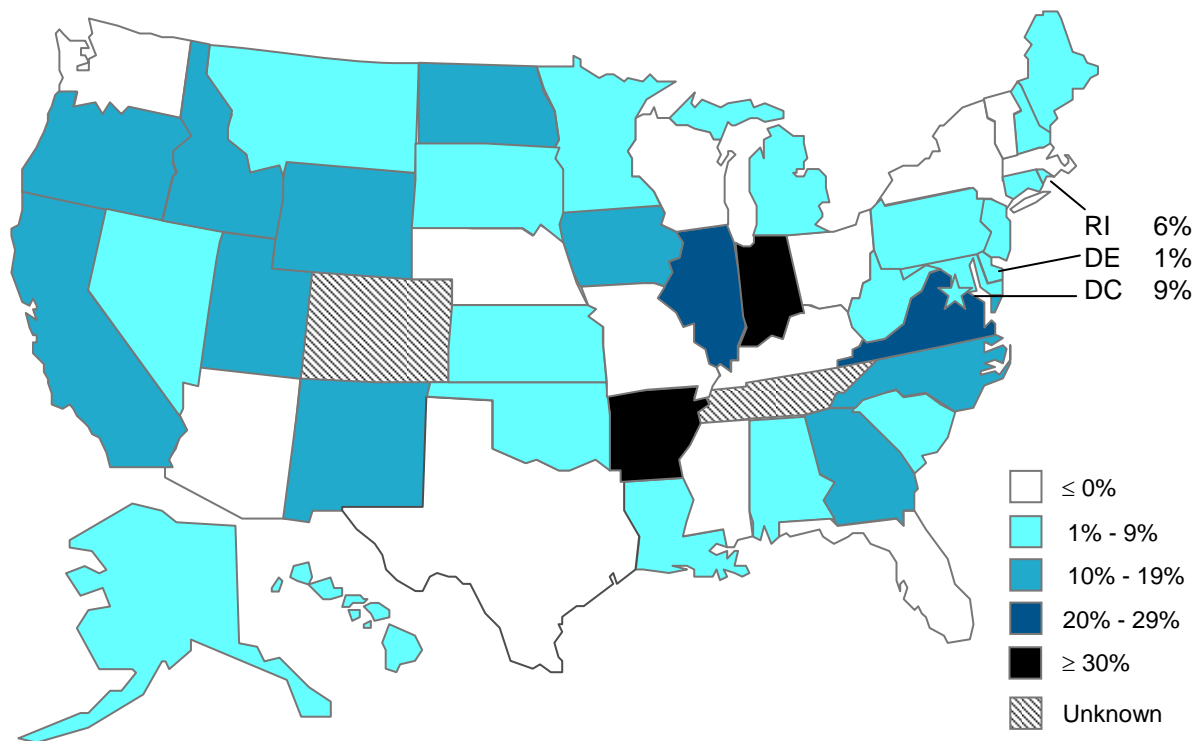 RI 6%
DE 1%
DC 9%
≤ 0%
1% - 9%
10% - 19%
20% - 29%
≥ 30%
Unknown